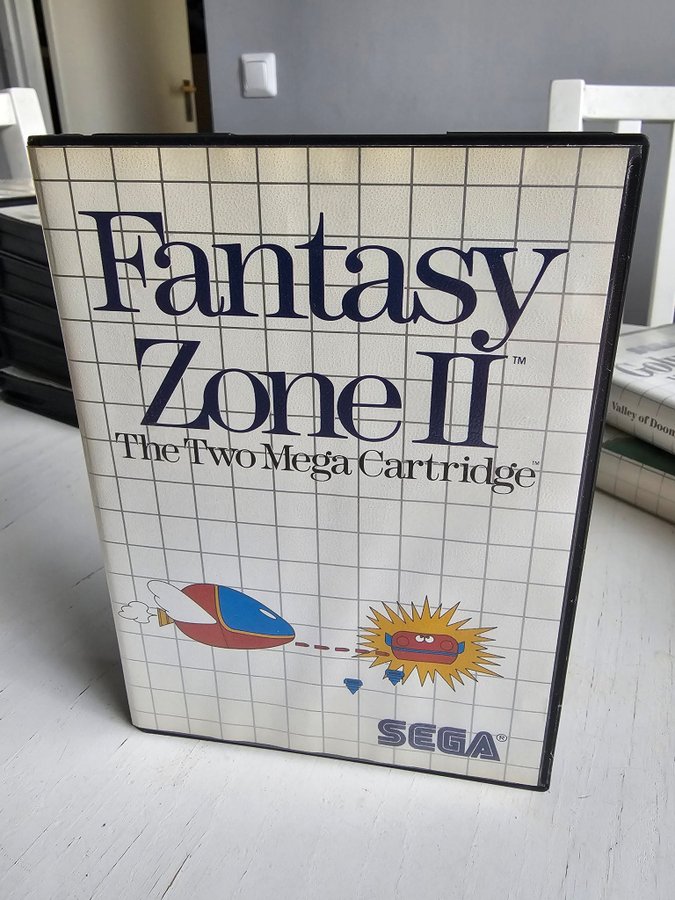 Fantasy
Zone II™
The Two Mega Cartridge™
SEGA®
Valley of Doom